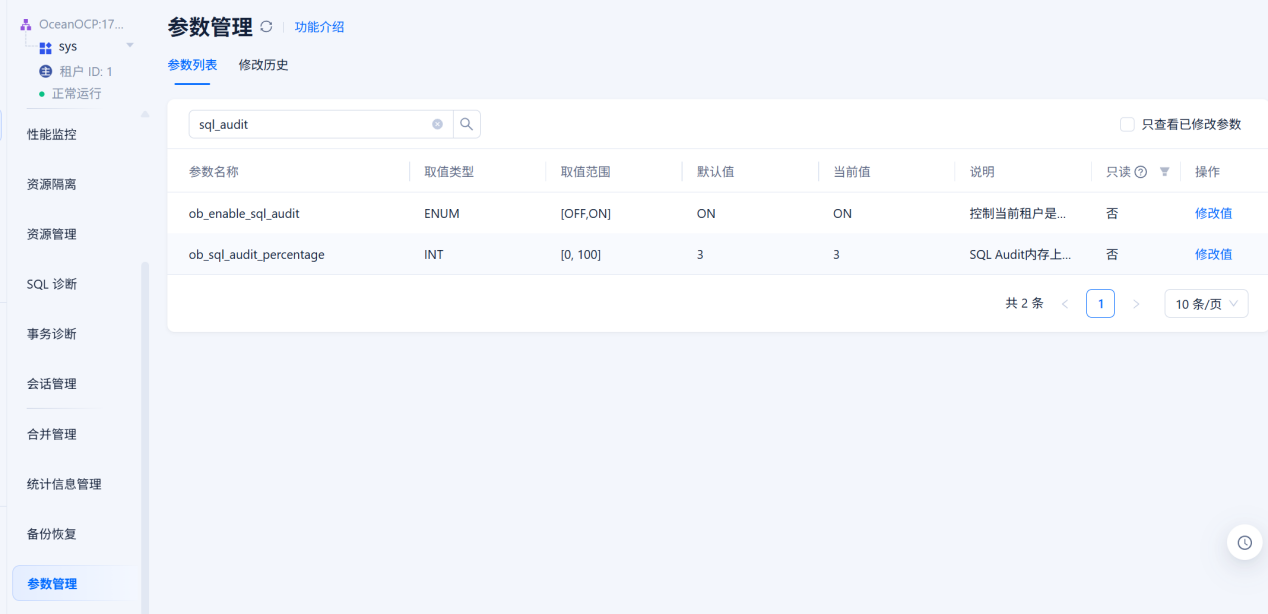 OceanOCP:17...
sys
租户 ID: 1
正常运行
性能监控
资源隔离
资源管理
SQL 诊断
事务诊断
会话管理
合并管理
统计信息管理
备份恢复
参数管理
参数管理 功能介绍
参数列表 修改历史
sql_audit 只查看已修改参数
参数名称 取值类型 取值范围 默认值 当前值 说明 只读 操作
ob_enable_sql_audit ENUM [OFF,ON] ON ON 控制当前租户是... 否 修改值
ob_sql_audit_percentage INT [0, 100] 3 3 SQL Audit内存上... 否 修改值
共 2 条 < 1 > 10 条/页